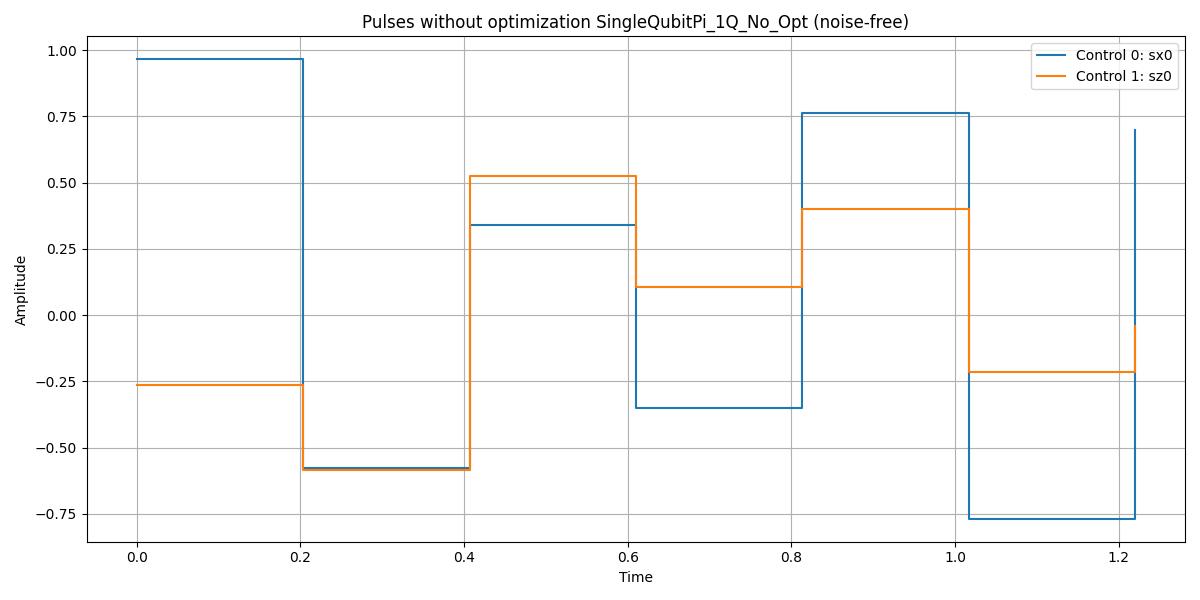 Pulses without optimization SingleQubitPi_1Q_No_Opt (noise-free)
Control 0: sx0
Control 1: sz0
Amplitude
1.00
0.75
0.50
0.25
0.00
−0.25
−0.50
−0.75
0.0 0.2 0.4 0.6 0.8 1.0 1.2
Time